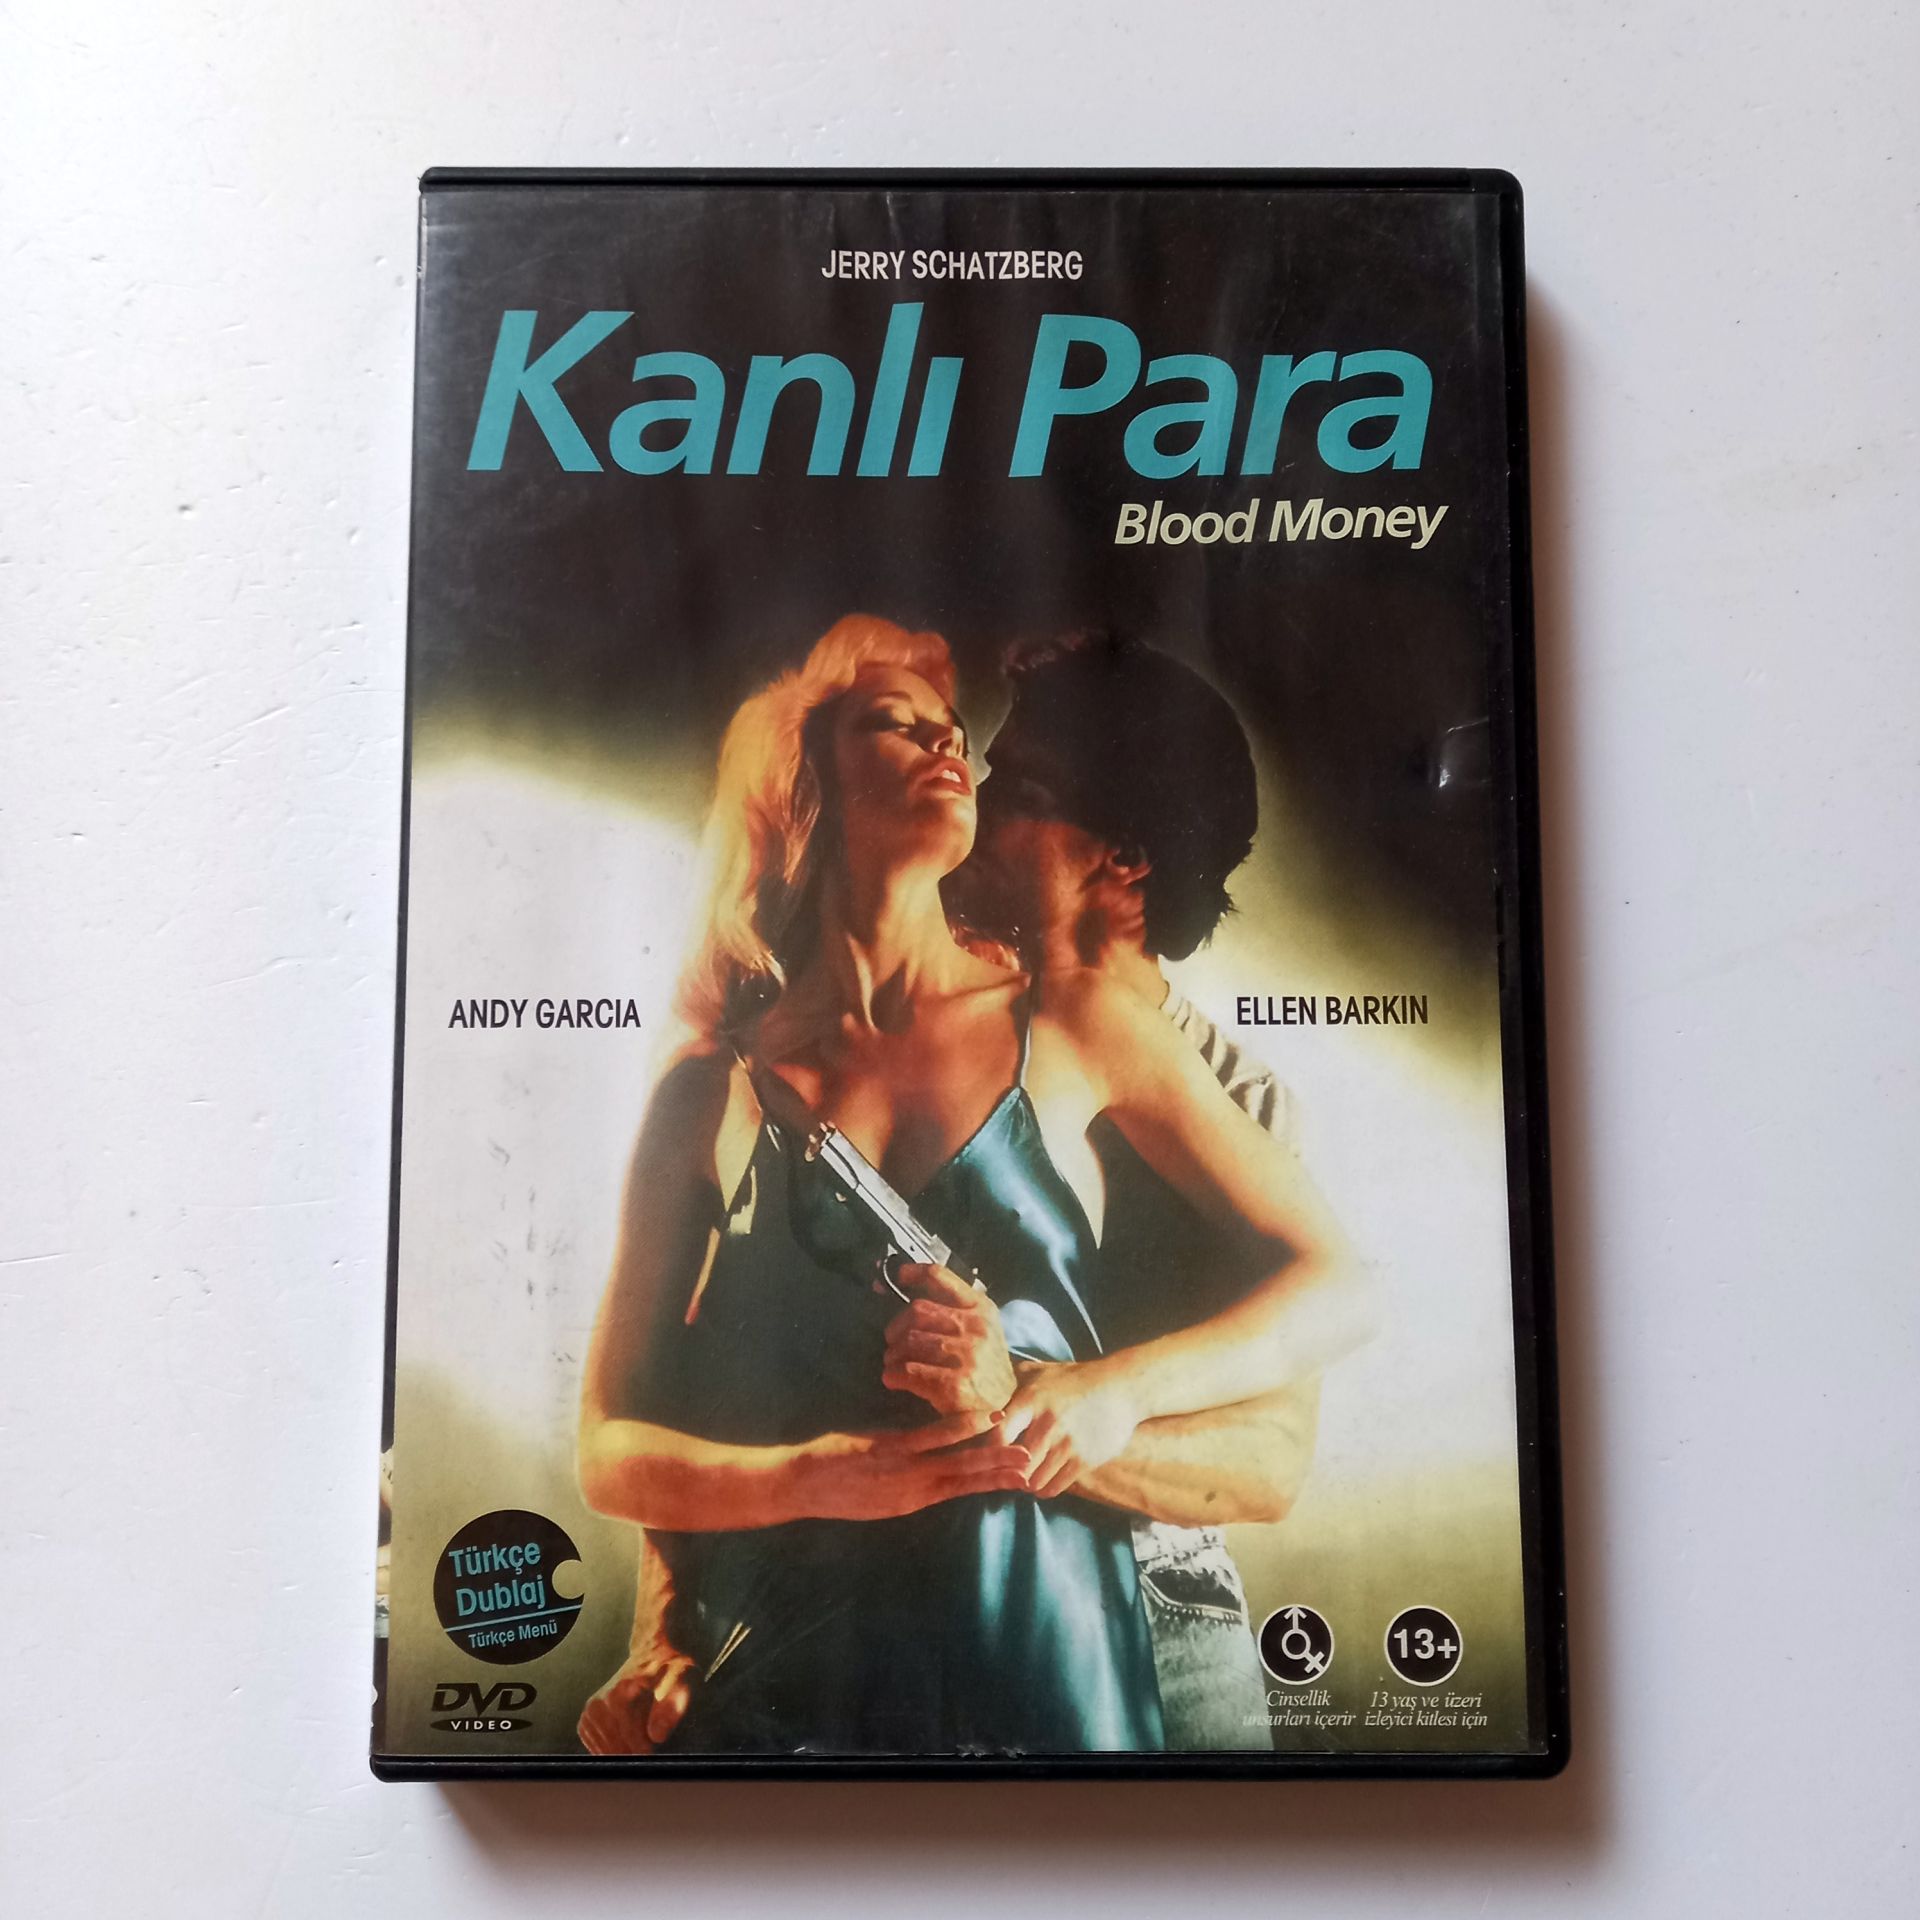 JERRY SCHATZBERG
Kanlı Para
Blood Money
ANDY GARCIA
ELLEN BARKIN
Türkçe
Dublaj
Türkçe Menü
DVD
VIDEO
Cinsellik
unsurları içerir
13+
13 yaş ve üzeri
izleyici kitlesi için